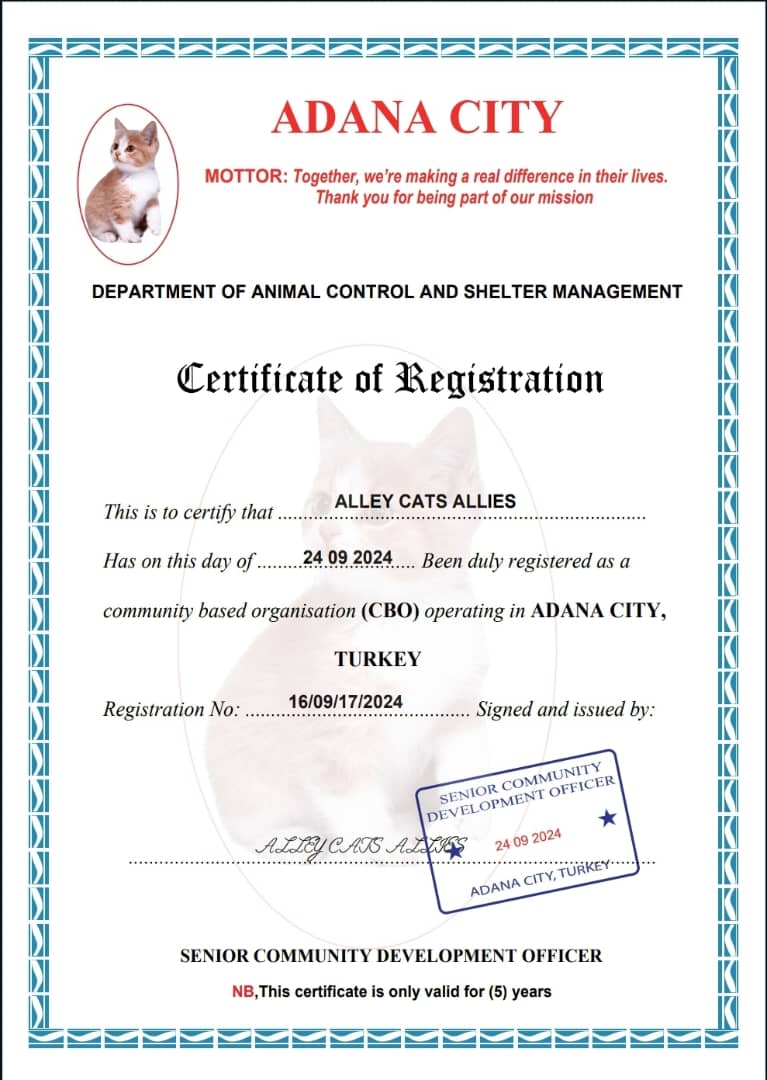 ADANA CITY
MOTTOR: Together, we're making a real difference in their lives.
Thank you for being part of our mission
DEPARTMENT OF ANIMAL CONTROL AND SHELTER MANAGEMENT
Certificate of Registration
This is to certify that ..... ALLEY CATS ALLIES .....
Has on this day of ..... 24 09 2024 ..... Been duly registered as a
community based organisation (CBO) operating in ADANA CITY,
TURKEY
Registration No: ..... 16/09/17/2024 ..... Signed and issued by:
SENIOR COMMUNITY
DEVELOPMENT OFFICER
24 09 2024
ADANA CITY, TURKEY
ALLEY CATS ALLIES
SENIOR COMMUNITY DEVELOPMENT OFFICER
NB,This certificate is only valid for (5) years